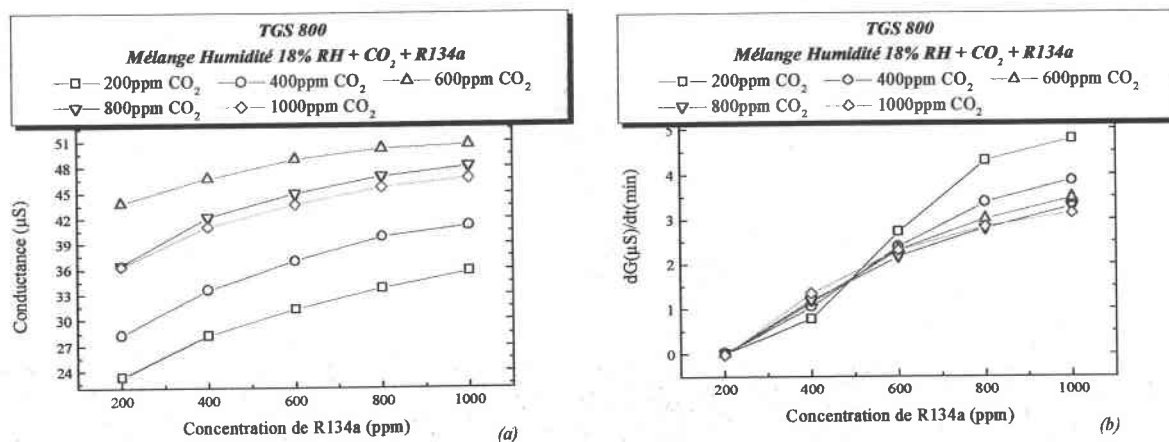 TGS 800
Mélange Humidité 18% RH + CO2 + R134a
200ppm CO2 400ppm CO2 600ppm CO2
800ppm CO2 1000ppm CO2
51
48
45
42
39
36
33
30
27
24
Conductance (µS)
200 400 600 800 1000
Concentration de R134a (ppm)
(a)
TGS 800
Mélange Humidité 18% RH + CO2 + R134a
200ppm CO2 400ppm CO2 600ppm CO2
800ppm CO2 1000ppm CO2
5
4
3
2
1
0
dG(µS)/dt(min)
200 400 600 800 1000
Concentration de R134a (ppm)
(b)